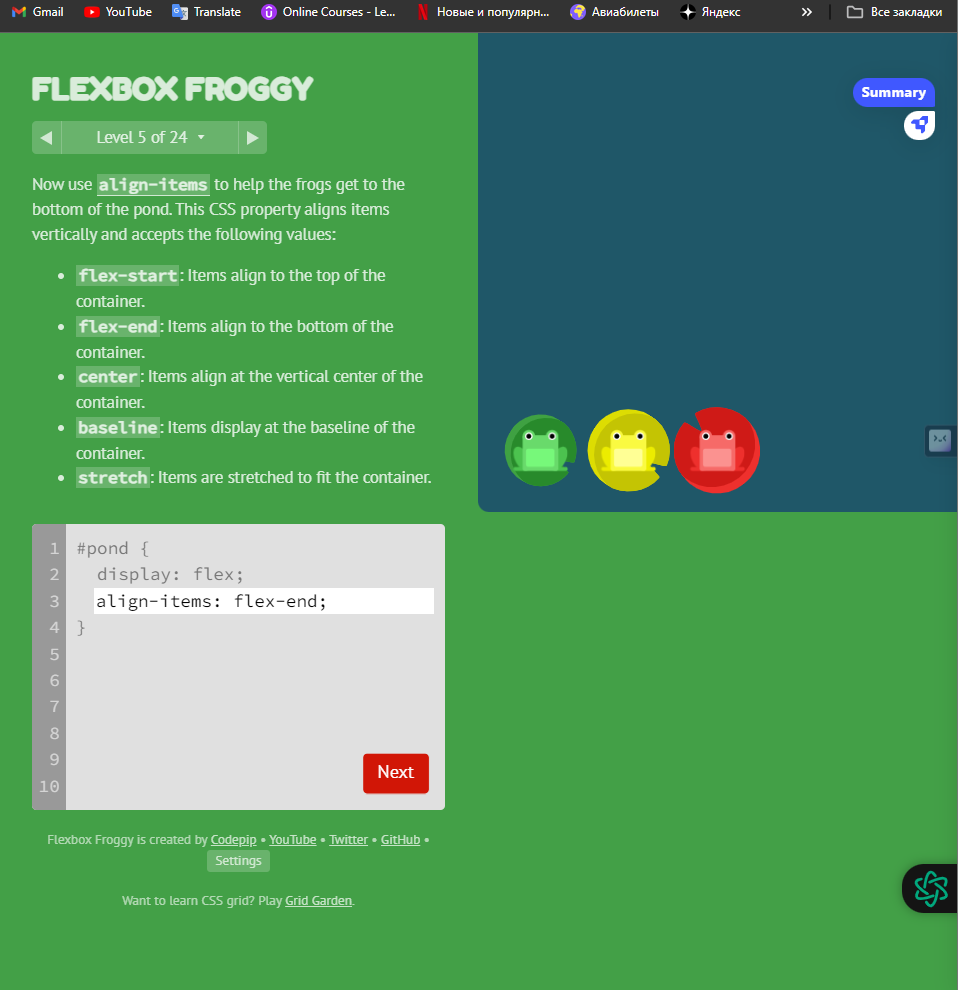 Gmail YouTube Translate Online Courses - Le... Новые и популярн... Авиабилеты Яндекс » Все закладки
FLEXBOX FROGGY
Level 5 of 24
Now use align-items to help the frogs get to the
bottom of the pond. This CSS property aligns items
vertically and accepts the following values:
• flex-start: Items align to the top of the
container.
• flex-end: Items align to the bottom of the
container.
• center: Items align at the vertical center of the
container.
• baseline: Items display at the baseline of the
container.
• stretch: Items are stretched to fit the container.
1 #pond {
2 display: flex;
3 align-items: flex-end;
4 }
5
6
7
8
9
10
Next
Flexbox Froggy is created by Codepip • YouTube • Twitter • GitHub •
Settings
Want to learn CSS grid? Play Grid Garden.
Summary